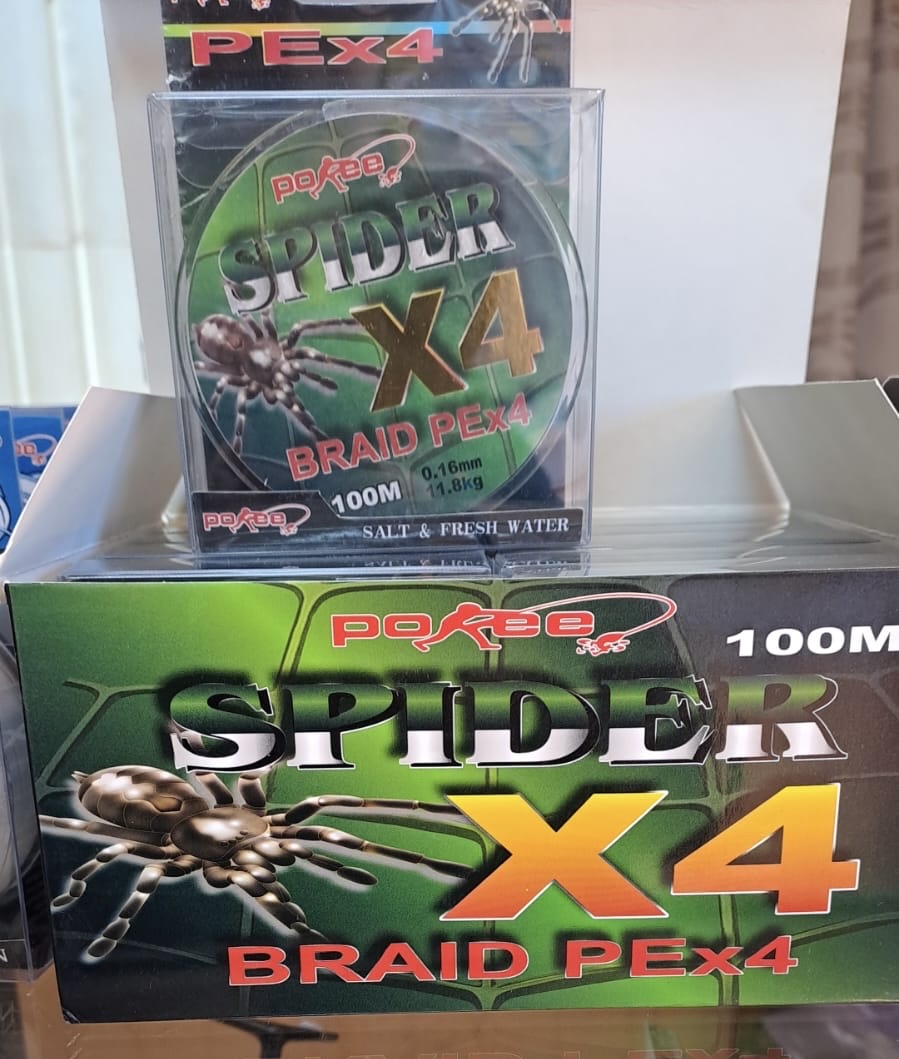 PEx4
pokee
SPIDER
X4
BRAID PEx4
0.16mm
100M 11.8kg
pokee
SALT & FRESH WATER
pokee
100M
SPIDER
X4
BRAID PEx4